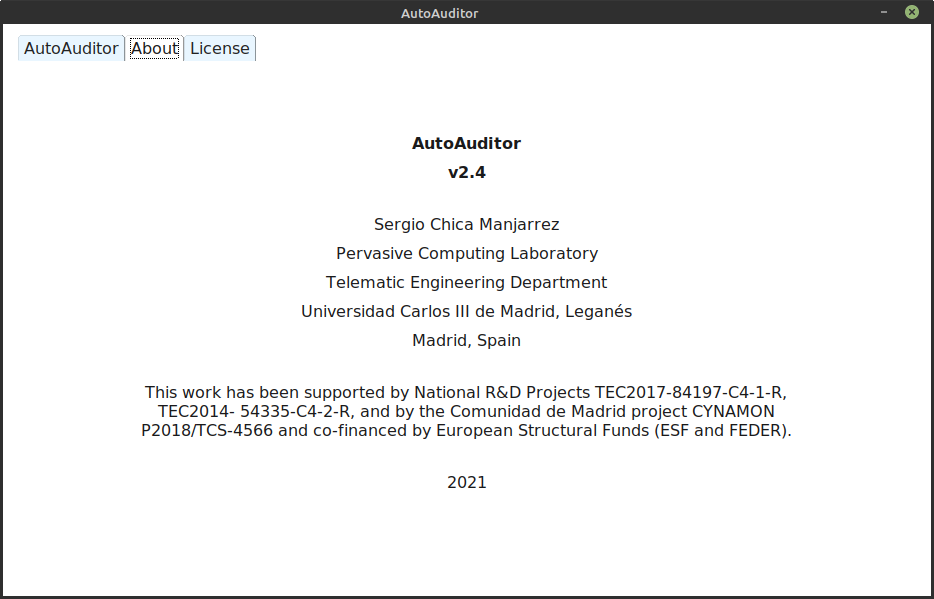 AutoAuditor
AutoAuditor About License
AutoAuditor
v2.4
Sergio Chica Manjarrez
Pervasive Computing Laboratory
Telematic Engineering Department
Universidad Carlos III de Madrid, Leganés
Madrid, Spain
This work has been supported by National R&D Projects TEC2017-84197-C4-1-R,
TEC2014- 54335-C4-2-R, and by the Comunidad de Madrid project CYNAMON
P2018/TCS-4566 and co-financed by European Structural Funds (ESF and FEDER).
2021